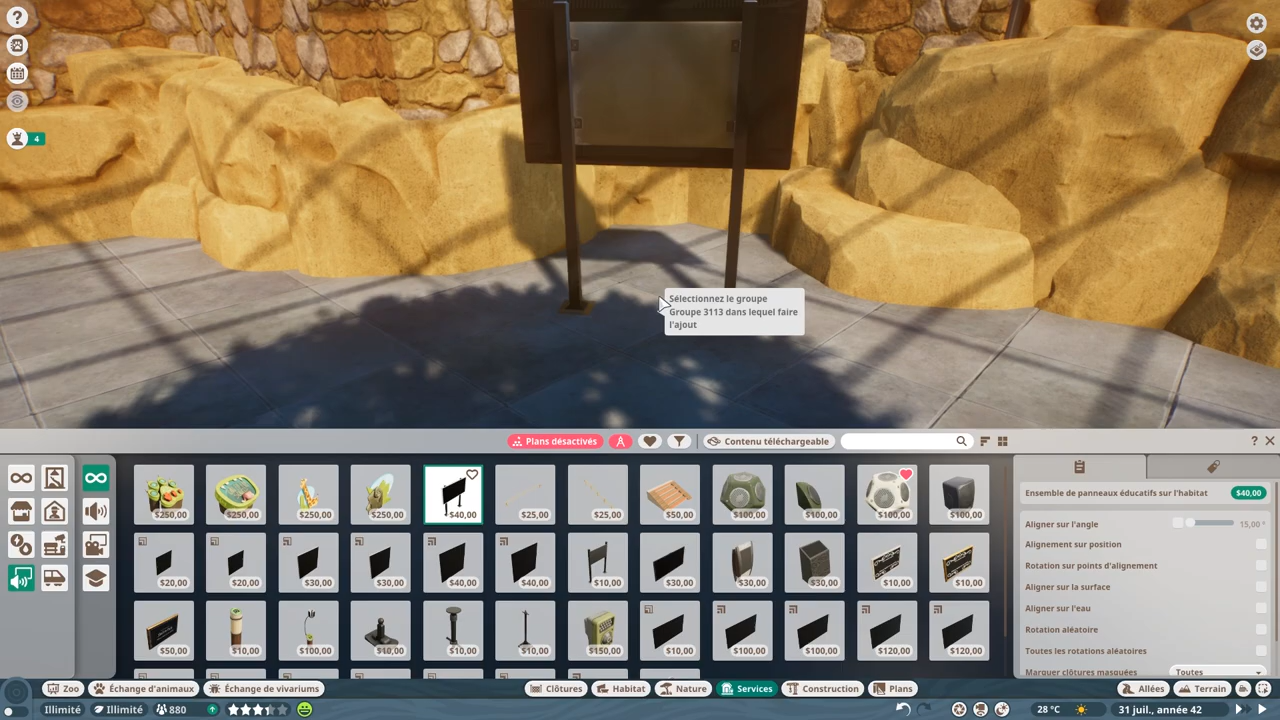 ?
4
Sélectionnez le groupe
Groupe 3113 dans lequel faire
l'ajout
Plans désactivés
Contenu téléchargeable
?
$250,00
$250,00
$250,00
$250,00
$40,00
$25,00
$25,00
$50,00
$100,00
$100,00
$100,00
$100,00
$20,00
$20,00
$30,00
$30,00
$40,00
$40,00
$10,00
$30,00
$30,00
$30,00
$10,00
$10,00
$50,00
$10,00
$100,00
$10,00
$10,00
$10,00
$150,00
$10,00
$100,00
$100,00
$120,00
$120,00
Ensemble de panneaux éducatifs sur l'habitat
$40,00
Aligner sur l'angle
15,00 °
Alignement sur position
Rotation sur points d'alignement
Aligner sur la surface
Aligner sur l'eau
Rotation aléatoire
Toutes les rotations aléatoires
Marquer clôtures masquées
Toutes
Zoo
Échange d'animaux
Échange de vivariums
Clôtures
Habitat
Nature
Services
Construction
Plans
Allées
Terrain
Illimité
Illimité
880
28 °C
31 juil., année 42